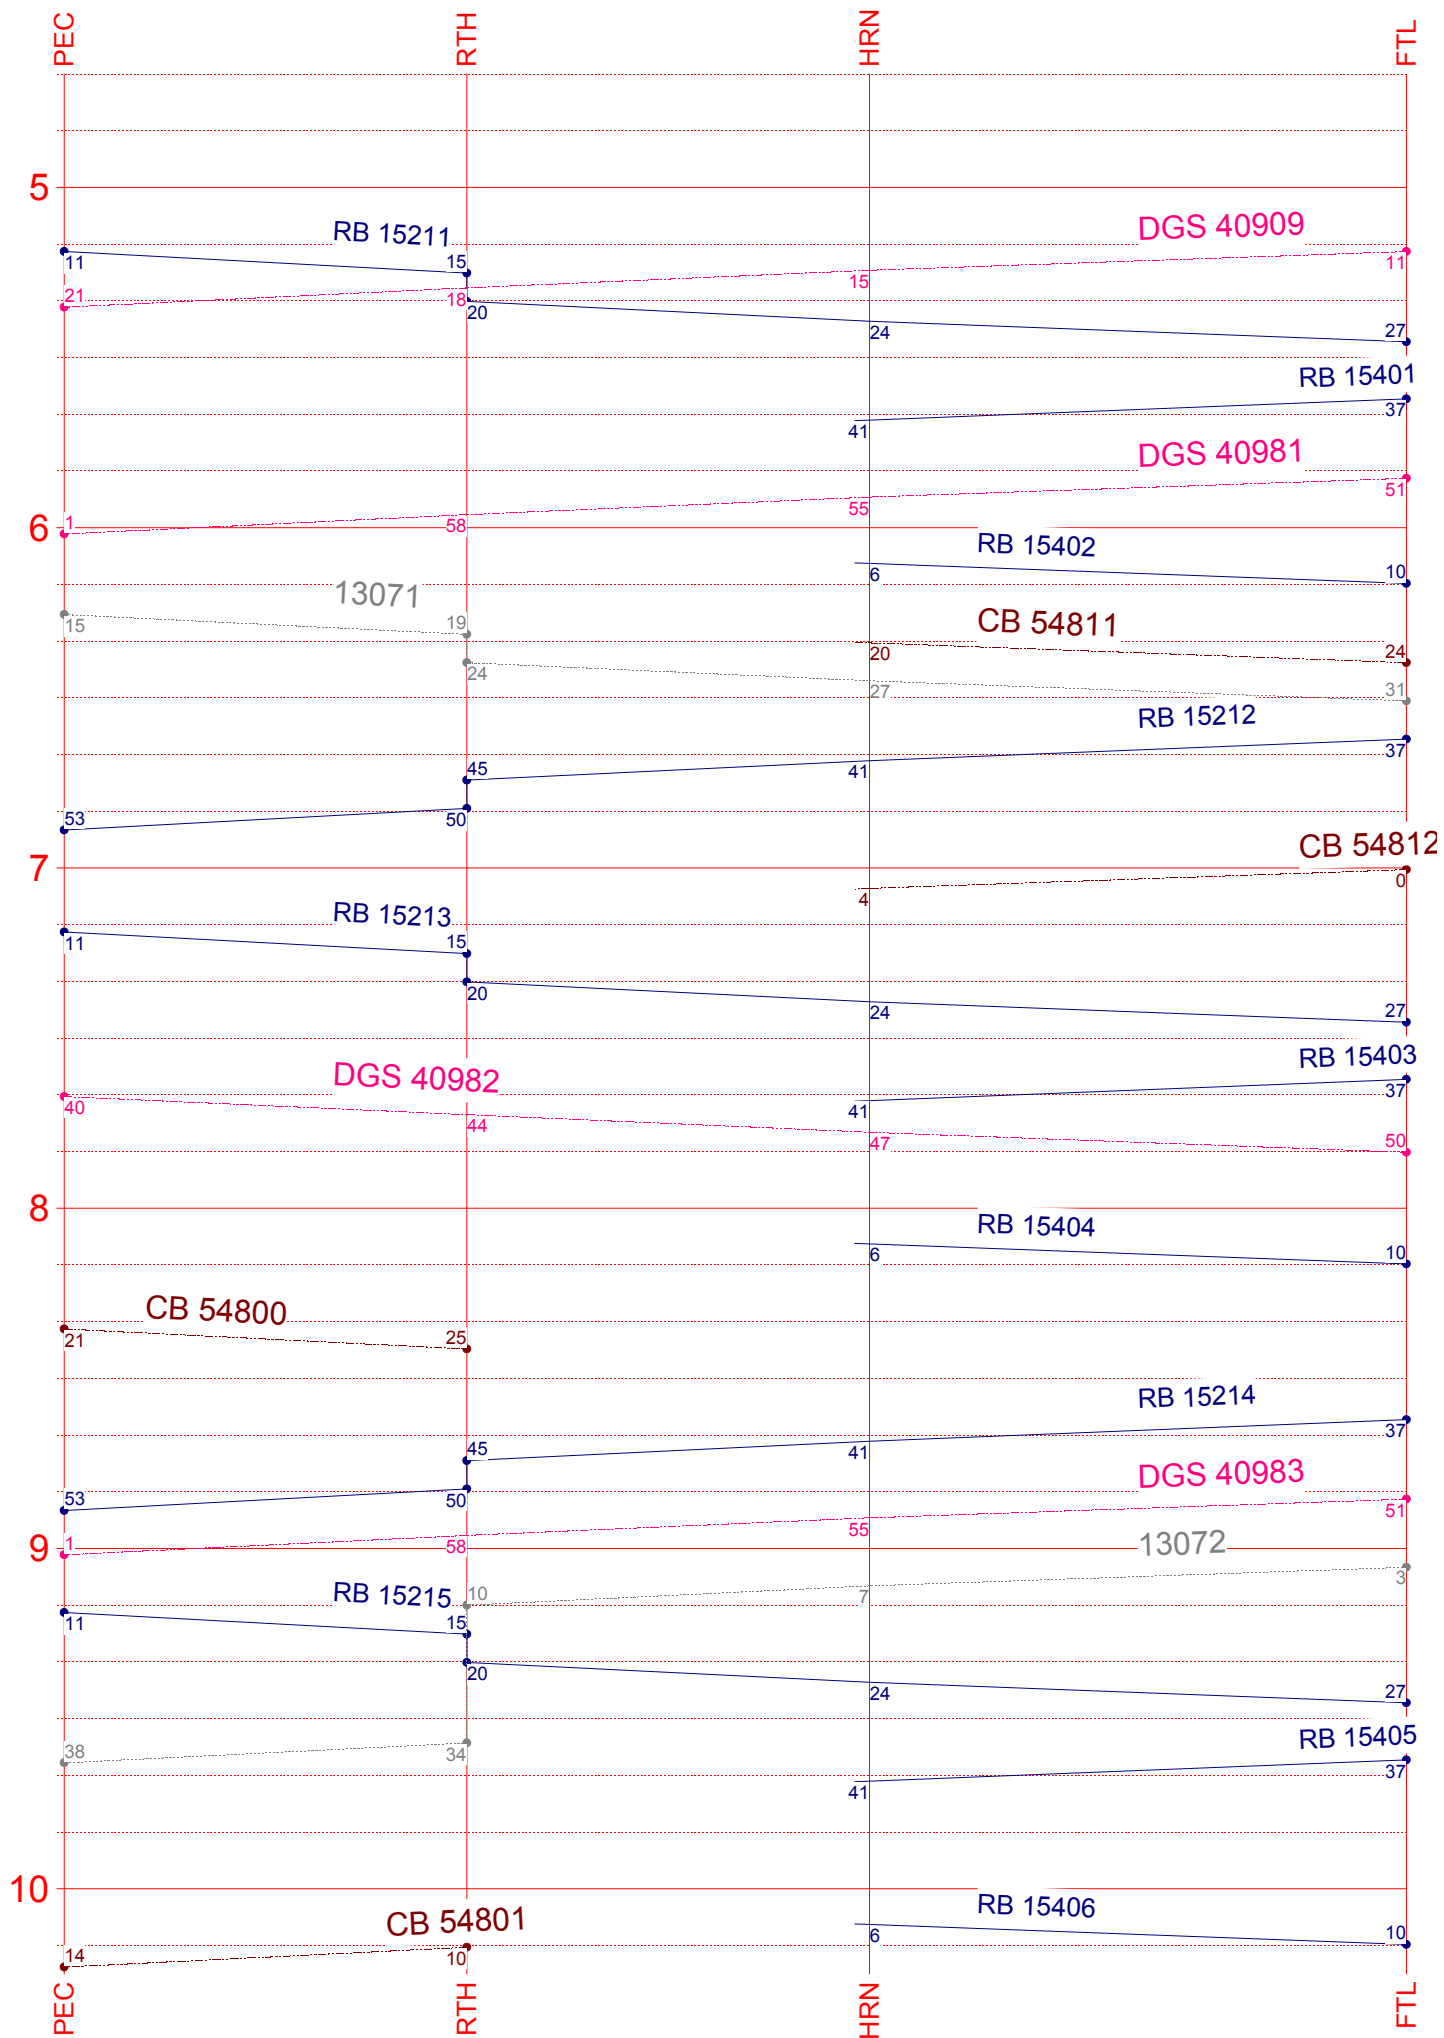 PEC RTH HRN FTL
5
RB 15211 DGS 40909
11 15 15 11
21 18
20 24 27
RB 15401
41 37
DGS 40981
1 58 55 51
6
RB 15402
6 10
13071
15 19
CB 54811
20 24
24 27 31
RB 15212
45 41 37
53 50
CB 54812
7
4 0
RB 15213
11 15
20 24 27
RB 15403
DGS 40982
41 37
40 44 47 50
8
RB 15404
6 10
CB 54800
21 25
RB 15214
45 41 37
53 50
DGS 40983
1 58 55 51
9
13072
10 7 3
RB 15215
11 15
20 24 27
RB 15405
38 34
41 37
10
RB 15406
CB 54801
6 10
14 10
PEC RTH HRN FTL